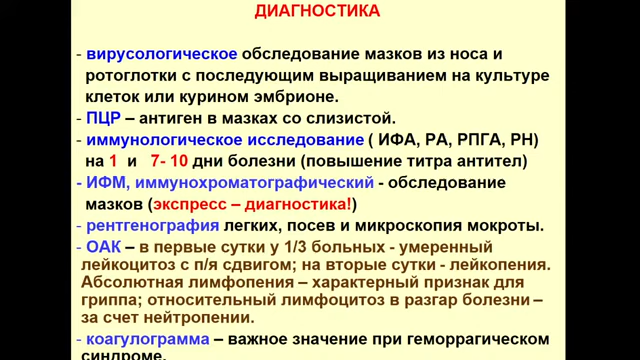 ДИАГНОСТИКА
- вирусологическое обследование мазков из носа и
ротоглотки с последующим выращиванием на культуре
клеток или курином эмбрионе.
- ПЦР – антиген в мазках со слизистой.
- иммунологическое исследование ( ИФА, РА, РПГА, РН)
на 1 и 7- 10 дни болезни (повышение титра антител)
- ИФМ, иммунохроматографический - обследование
мазков (экспресс – диагностика!)
- рентгенография легких, посев и микроскопия мокроты.
- ОАК – в первые сутки у 1/3 больных - умеренный
лейкоцитоз с п/я сдвигом; на вторые сутки - лейкопения.
Абсолютная лимфопения – характерный признак для
гриппа; относительный лимфоцитоз в разгар болезни –
за счет нейтропении.
- коагулограмма – важное значение при геморрагическом
синдроме.